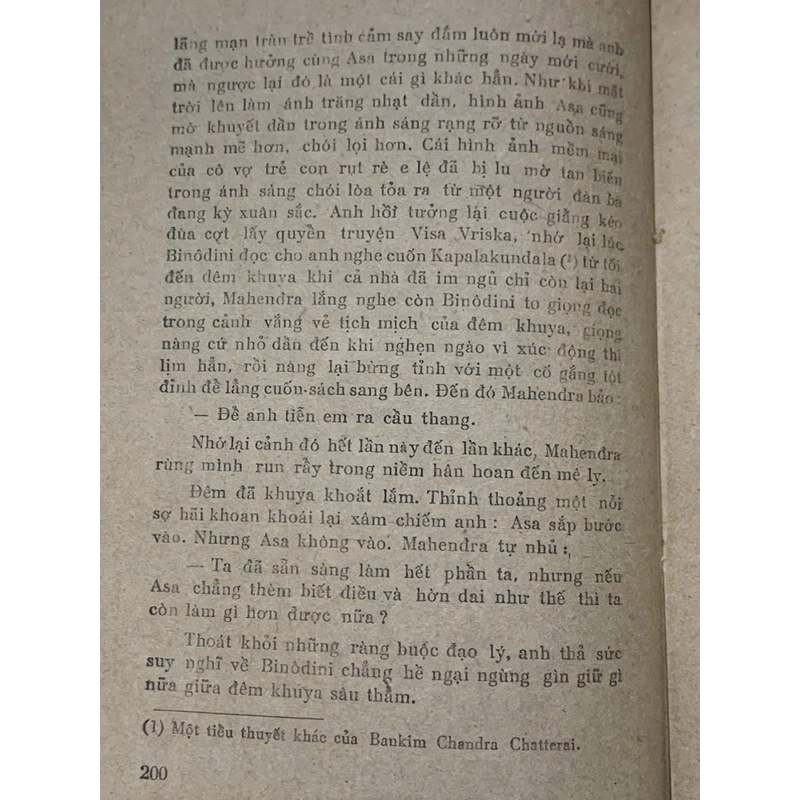 lãng mạn tràn trề tình cảm say đắm luôn mới lạ mà anh
đã được hưởng cùng Asa trong những ngày mới cưới,
mà ngược lại đó là một cái gì khác hẳn. Như khi mặt
trời lên làm ánh trăng nhạt dần, hình ảnh Asa cũng
mờ khuyết dần trong ánh sáng rạng rỡ từ nguồn sáng
mạnh mẽ hơn, chói lọi hơn. Cái hình ảnh mềm mại
của cô vợ trẻ con rụt rè e lệ đã bị lu mờ tan biến
trong ánh sáng chói lòa tỏa ra từ một người đàn bà
đang kỳ xuân sắc. Anh hồi tưởng lại cuộc giằng kéo
đùa cợt lấy quyển truyện Visa Vriska, nhớ lại lúc
Binôdini đọc cho anh nghe cuốn Kapalakundala (1) từ tối
đến đêm khuya khi cả nhà đã im ngủ chỉ còn lại hai
người, Mahendra lắng nghe còn Binôdini to giọng đọc
trong cảnh vắng vẻ tịch mịch của đêm khuya, giọng
nàng cứ nhỏ dần đến khi nghẹn ngào vì xúc động thì
lịm hẳn, rồi nàng lại bừng tỉnh với một cố gắng tột
đỉnh để lẳng cuốn sách sang bên. Đến đó Mahendra bảo:
— Để anh tiễn em ra cầu thang.
Nhớ lại cảnh đó hết lần này đến lần khác, Mahendra
rùng mình run rẩy trong niềm hân hoan đến mê ly.
Đêm đã khuya khoắt lắm. Thỉnh thoảng một nỗi
sợ hãi khoan khoái lại xâm chiếm anh : Asa sắp bước
vào. Nhưng Asa không vào. Mahendra tự nhủ :
— Ta đã sẵn sàng làm hết phần ta, nhưng nếu
Asa chẳng thèm biết điều và hờn dai như thế thì ta
còn làm gì hơn được nữa ?
Thoát khỏi những ràng buộc đạo lý, anh thả sức
suy nghĩ về Binôdini chẳng hề ngại ngừng gìn giữ gì
nữa giữa đêm khuya sâu thẳm.
(1) Một tiểu thuyết khác của Bankim Chandra Chatterai.
200